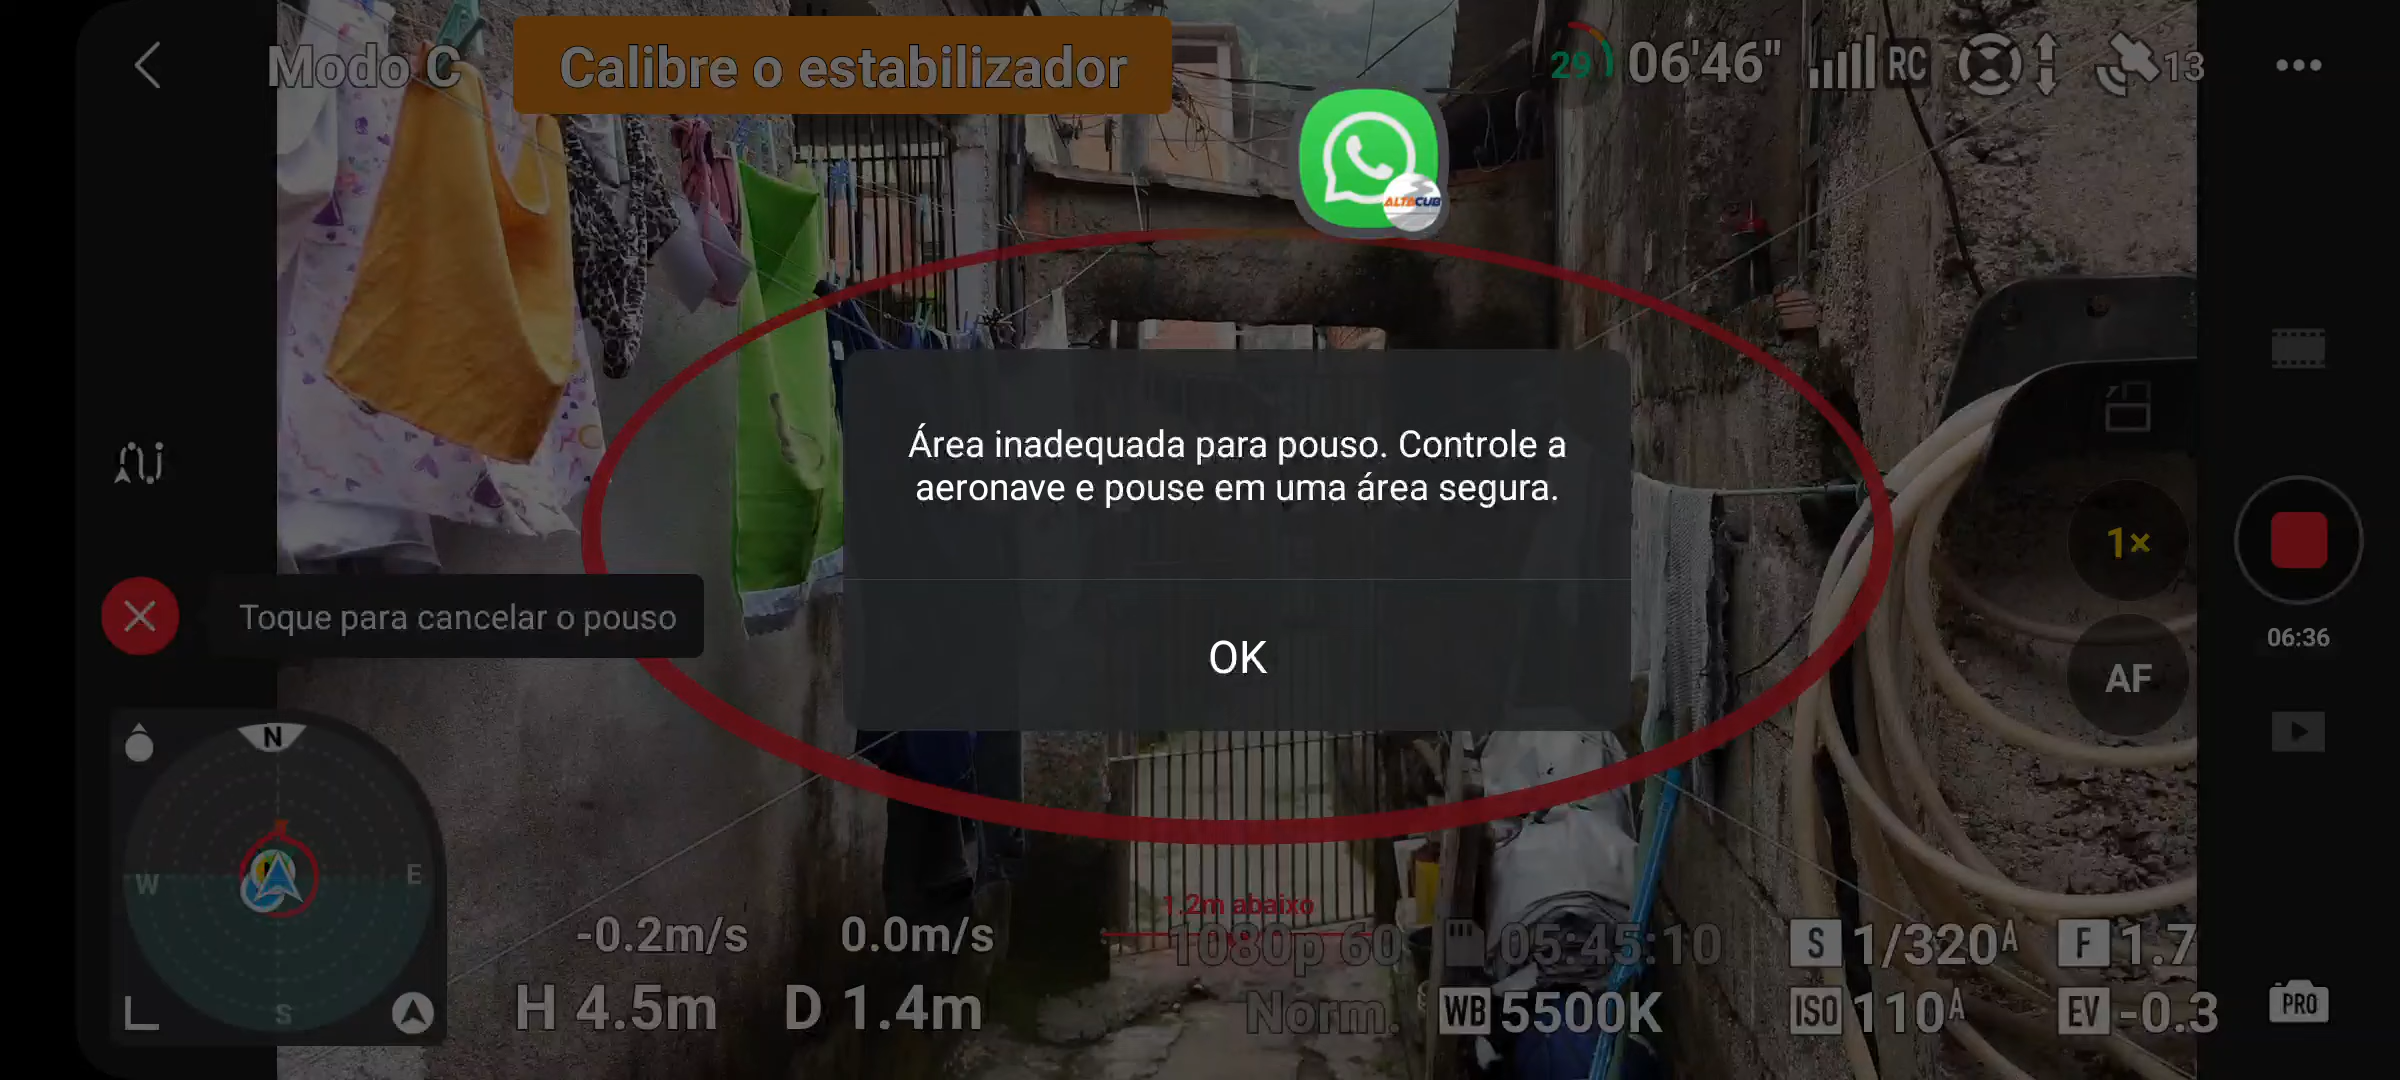 Modo C
Calibre o estabilizador
29
06'46"
RC
13
ALTACUB
Área inadequada para pouso. Controle a
aeronave e pouse em uma área segura.
OK
Toque para cancelar o pouso
1×
AF
06:36
N
W
E
S
1.2m abaixo
-0.2m/s
0.0m/s
1080p 60
05:45:10
S 1/320A
F 1.7
H 4.5m
D 1.4m
Norm.
WB 5500K
ISO 110A
EV -0.3
PRO